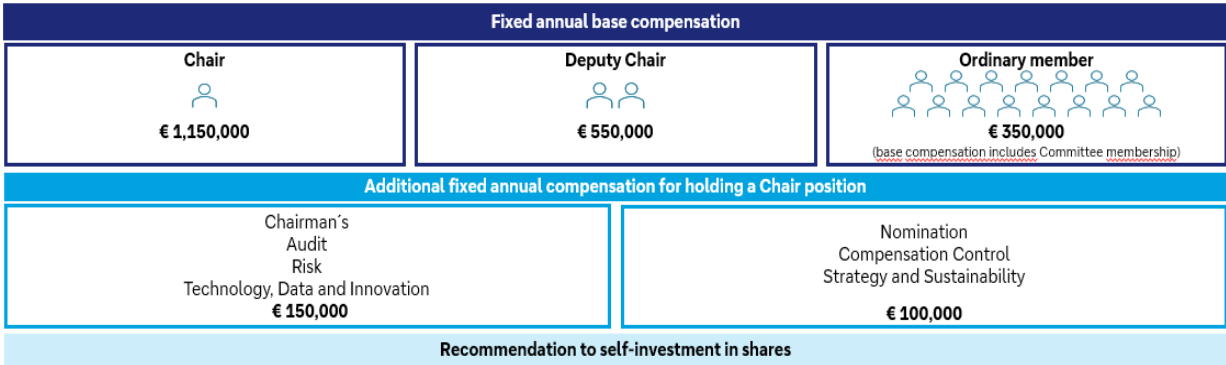 Fixed annual base compensation
Chair
€ 1,150,000
Deputy Chair
€ 550,000
Ordinary member
€ 350,000
(base compensation includes Committee membership)
Additional fixed annual compensation for holding a Chair position
Chairman´s
Audit
Risk
Technology, Data and Innovation
€ 150,000
Nomination
Compensation Control
Strategy and Sustainability
€ 100,000
Recommendation to self-investment in shares